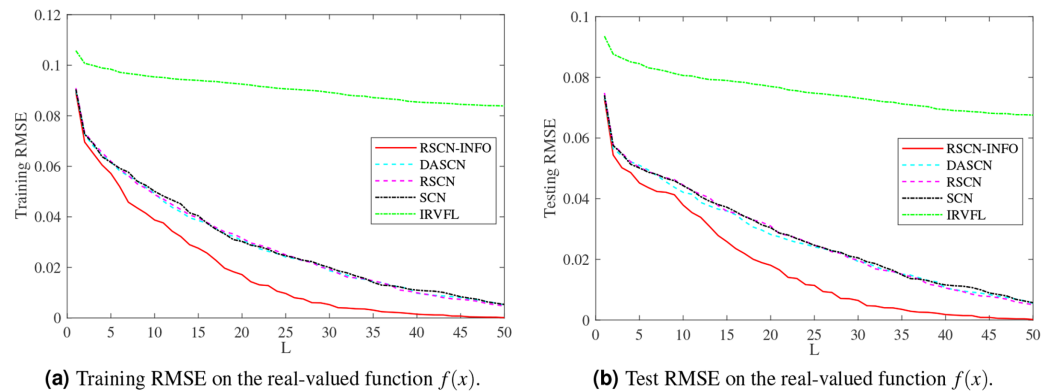 0.12
0.1
0.08
0.06
0.04
0.02
0
Training RMSE
0 5 10 15 20 25 30 35 40 45 50
L
RSCN-INFO
DASCN
RSCN
SCN
IRVFL
(a) Training RMSE on the real-valued function f(x).
0.1
0.08
0.06
0.04
0.02
0
Testing RMSE
0 5 10 15 20 25 30 35 40 45 50
L
RSCN-INFO
DASCN
RSCN
SCN
IRVFL
(b) Test RMSE on the real-valued function f(x).